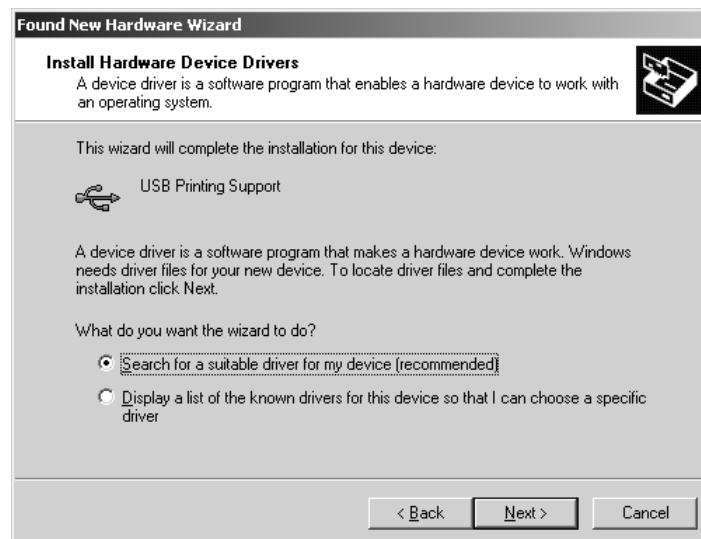 Found New Hardware Wizard
Install Hardware Device Drivers
A device driver is a software program that enables a hardware device to work with
an operating system.
This wizard will complete the installation for this device:
USB Printing Support
A device driver is a software program that makes a hardware device work. Windows
needs driver files for your new device. To locate driver files and complete the
installation click Next.
What do you want the wizard to do?
Search for a suitable driver for my device (recommended)
Display a list of the known drivers for this device so that I can choose a specific
driver
< Back Next > Cancel